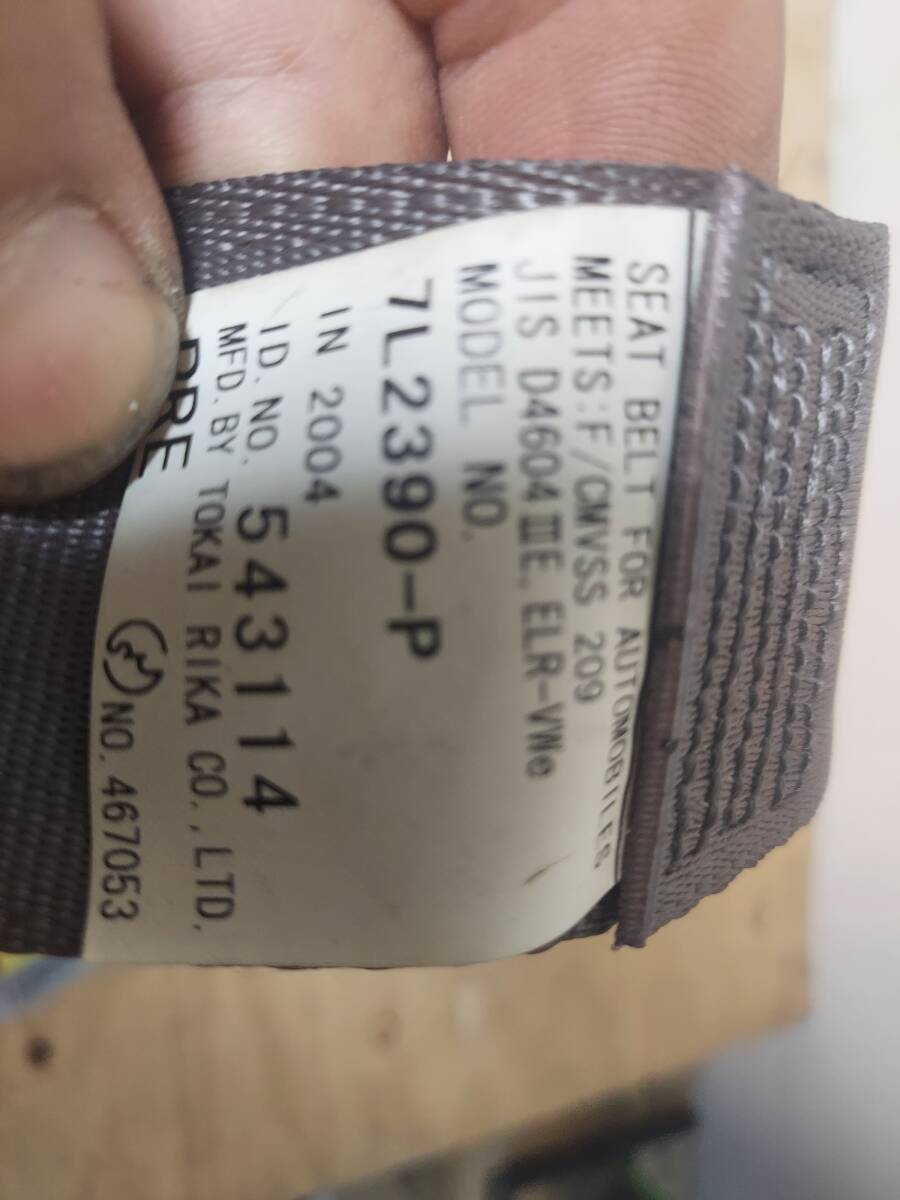 SEAT BELT FOR AUTOMOBILES
MEETS:F/CMVSS 209
JIS D4604 ⅢE, ELR-VWe
MODEL NO.
7L2390-P
IN 2004
ID. NO. 543114
MFD. BY TOKAI RIKA CO.,LTD.
NO. 467053